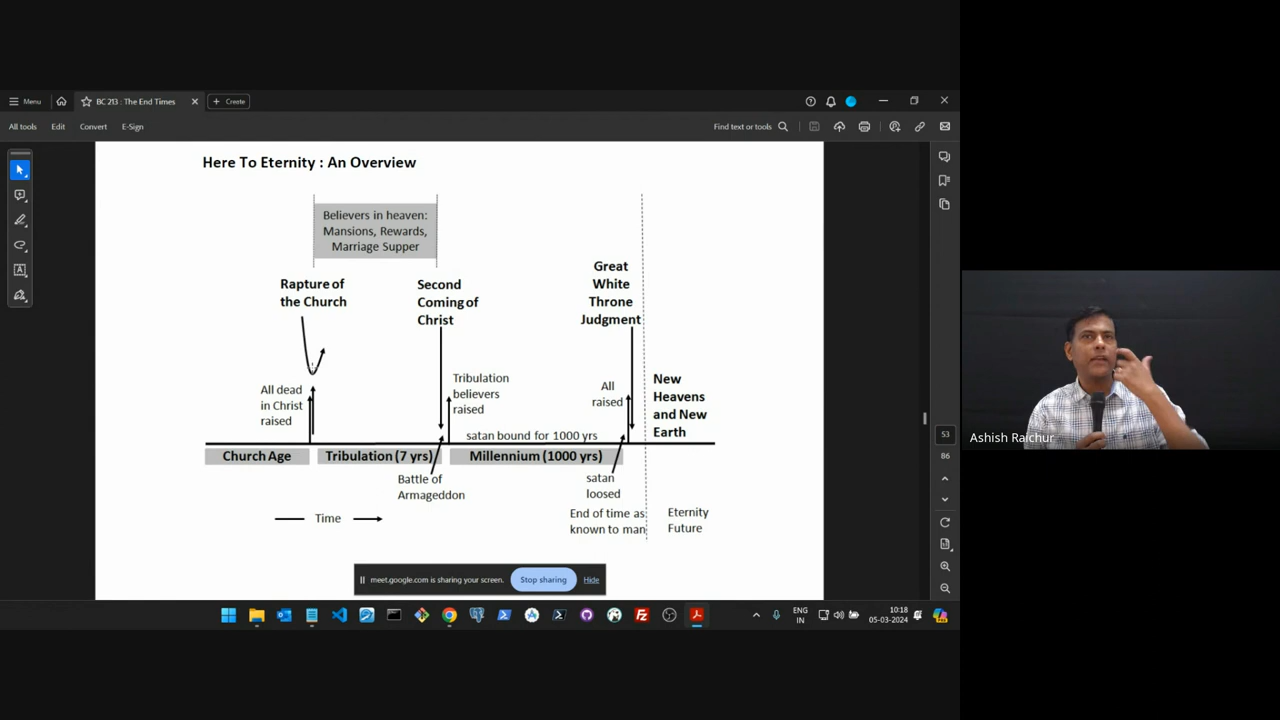 Menu
BC 213 : The End Times
Create
All tools
Edit
Convert
E-Sign
Find text or tools
Here To Eternity : An Overview
Believers in heaven:
Mansions, Rewards,
Marriage Supper
Rapture of
the Church
Second
Coming of
Christ
Great
White
Throne
Judgment
All dead
in Christ
raised
Tribulation
believers
raised
All
raised
New
Heavens
and New
Earth
satan bound for 1000 yrs
Church Age
Tribulation (7 yrs)
Millennium (1000 yrs)
Battle of
Armageddon
satan
loosed
Time
End of time as
known to man
Eternity
Future
53
86
meet.google.com is sharing your screen.
Stop sharing
Hide
ENG
IN
10:18
05-03-2024
Ashish Raichur